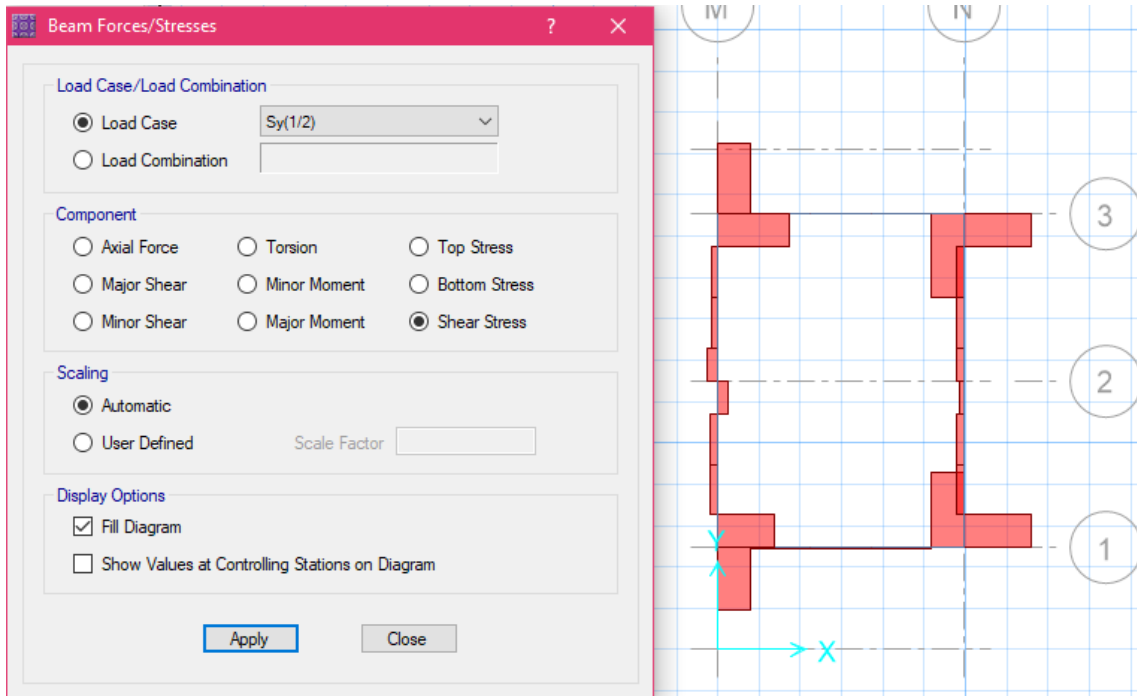 Beam Forces/Stresses ? ×
Load Case/Load Combination
Load Case Sy(1/2)
Load Combination
Component
Axial Force Torsion Top Stress
Major Shear Minor Moment Bottom Stress
Minor Shear Major Moment Shear Stress
Scaling
Automatic
User Defined Scale Factor
Display Options
Fill Diagram
Show Values at Controlling Stations on Diagram
Apply Close
M N
3
2
1
Y
X